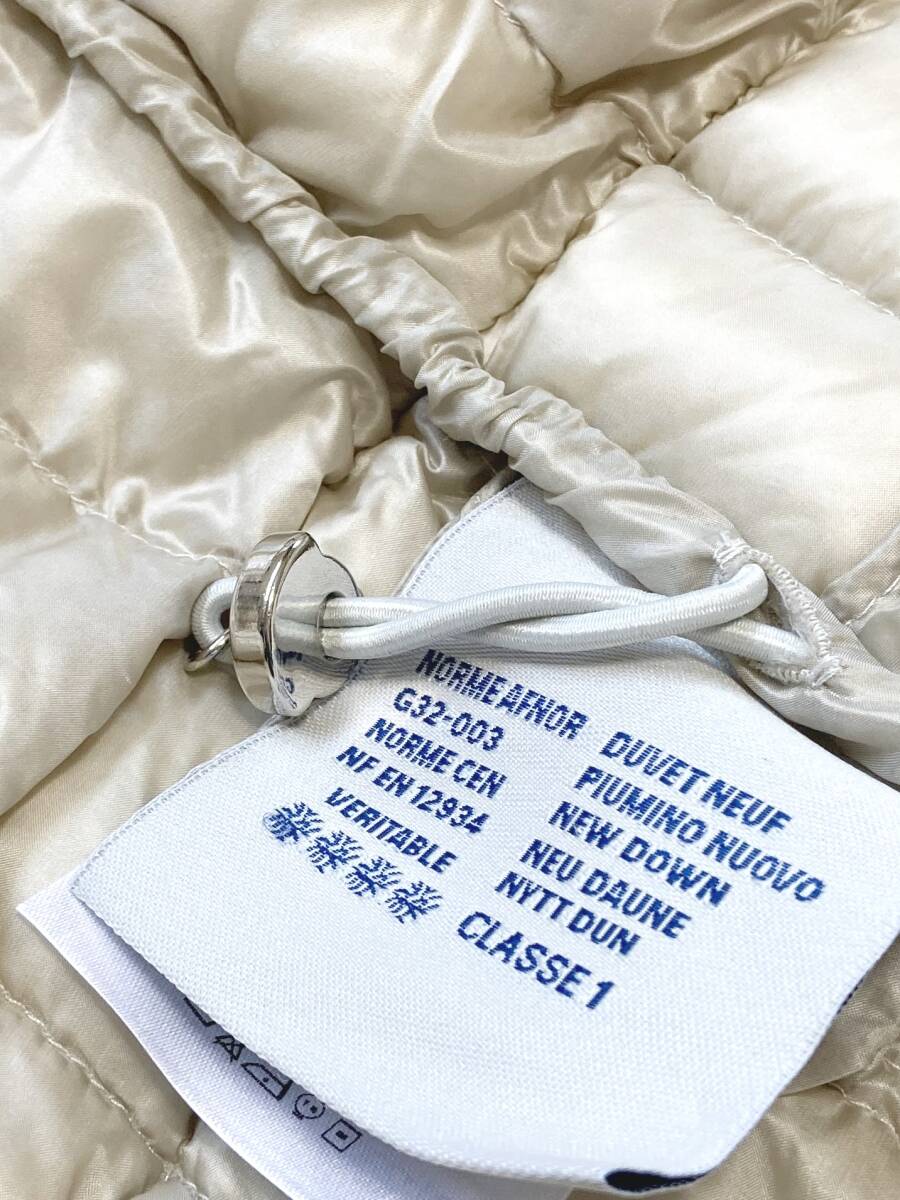 NORME AFNOR
G32-003
NORME CEN
NF EN 12934
VERITABLE
DUVET NEUF
PIUMINO NUOVO
NEW DOWN
NEU DAUNE
NYTT DUN
CLASSE 1